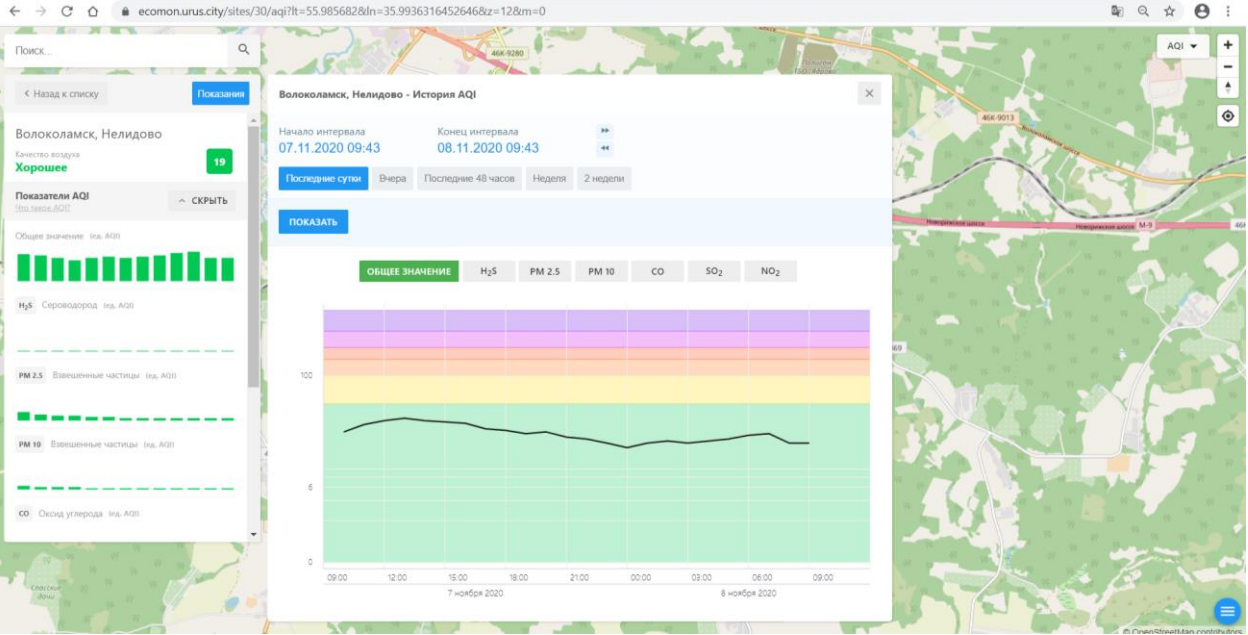 ecomon.urus.city/sites/30/aqi?lt=55.985682&ln=35.9936316452646&z=12&m=0
Поиск...
46К-9280
AQI
Назад к списку
Показания
Волоколамск, Нелидово - История AQI
Волоколамск, Нелидово
Качество воздуха
Хорошее
19
Начало интервала
Конец интервала
07.11.2020 09:43
08.11.2020 09:43
46К-9013
Показатели AQI
Что такое AQI?
СКРЫТЬ
Последние сутки
Вчера
Последние 48 часов
Неделя
2 недели
ПОКАЗАТЬ
Новорижское шоссе
М-9
Новорижское шоссе
46К
Общее значение (ед. AQI)
ОБЩЕЕ ЗНАЧЕНИЕ
H2S
PM 2.5
PM 10
CO
SO2
NO2
H2S Сероводород (ед. AQI)
PM 2.5 Взвешенные частицы (ед. AQI)
PM 10 Взвешенные частицы (ед. AQI)
CO Оксид углерода (ед. AQI)
100
6
0
09:00
12:00
15:00
18:00
21:00
00:00
03:00
06:00
09:00
7 ноября 2020
8 ноября 2020
Спасские
дачи
© OpenStreetMap contributors